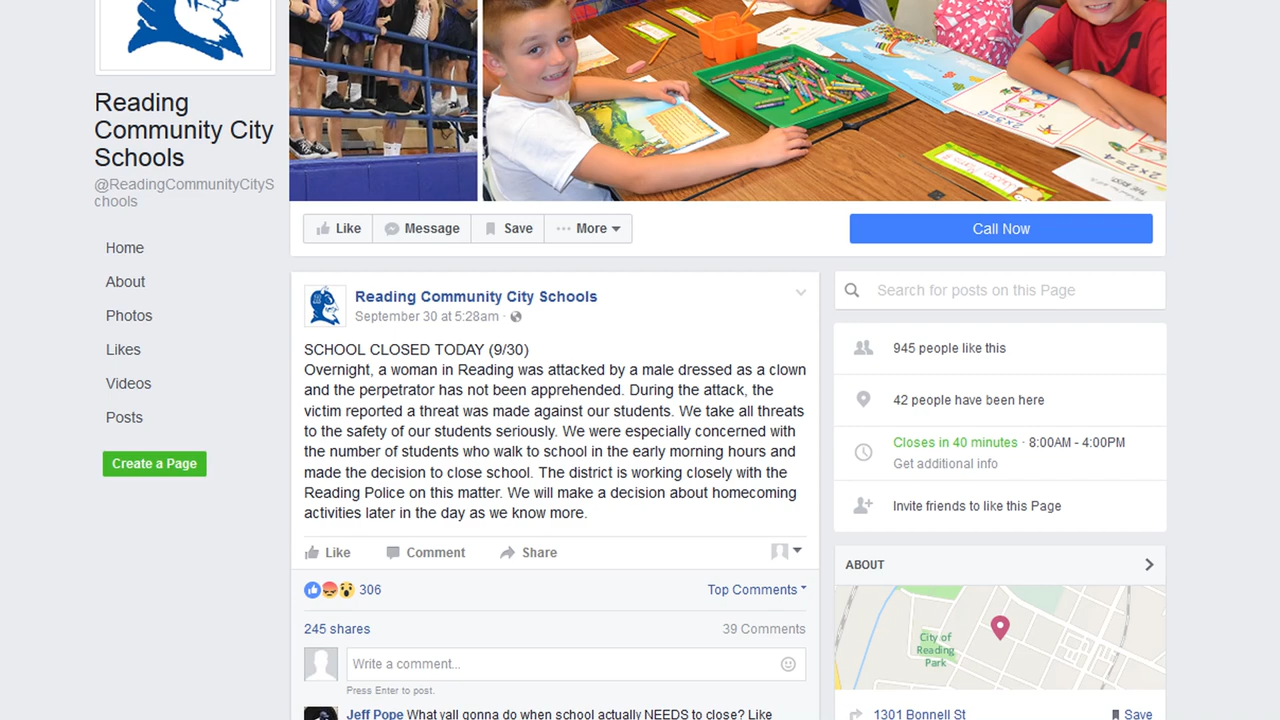 Reading
Community City
Schools
@ReadingCommunityCityS
chools
Home
About
Photos
Likes
Videos
Posts
Create a Page
Like
Message
Save
More
Call Now
Reading Community City Schools
September 30 at 5:28am ·
SCHOOL CLOSED TODAY (9/30)
Overnight, a woman in Reading was attacked by a male dressed as a clown
and the perpetrator has not been apprehended. During the attack, the
victim reported a threat was made against our students. We take all threats
to the safety of our students seriously. We were especially concerned with
the number of students who walk to school in the early morning hours and
made the decision to close school. The district is working closely with the
Reading Police on this matter. We will make a decision about homecoming
activities later in the day as we know more.
Like
Comment
Share
306
Top Comments
245 shares
39 Comments
Write a comment...
Press Enter to post.
Jeff Pope What yall gonna do when school actually NEEDS to close? Like
Search for posts on this Page
945 people like this
42 people have been here
Closes in 40 minutes · 8:00AM - 4:00PM
Get additional info
Invite friends to like this Page
ABOUT
City of
Reading
Park
1301 Bonnell St
Save
2×3=6
2×2=4